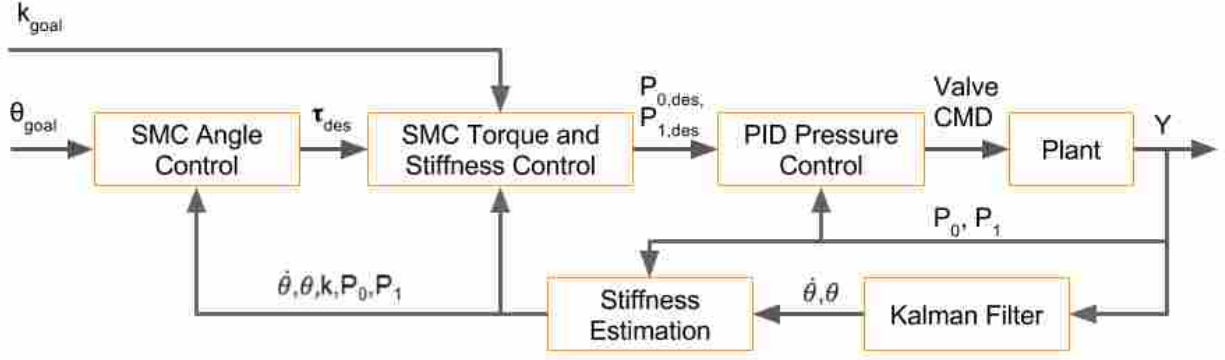 k_goal
θ_goal
SMC Angle
Control
τ_des
SMC Torque and
Stiffness Control
P_0,des,
P_1,des
PID Pressure
Control
Valve
CMD
Plant
Y
P_0, P_1
θ̇,θ,k,P_0,P_1
Stiffness
Estimation
θ̇,θ
Kalman Filter